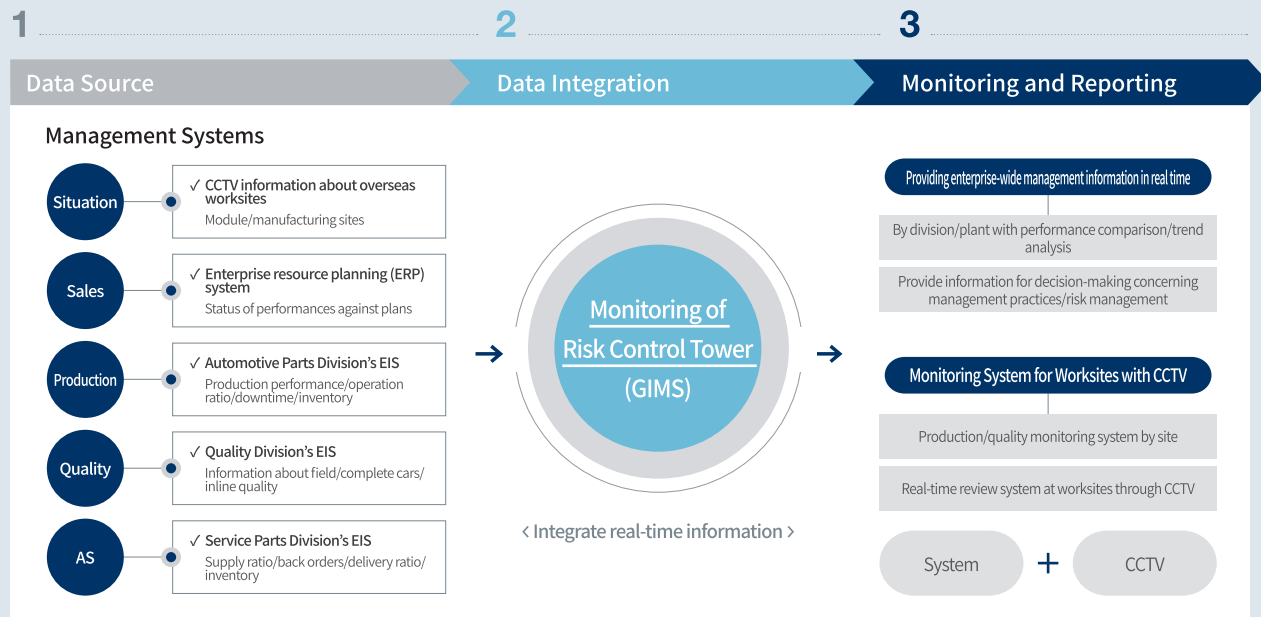 1
2
3
Data Source
Data Integration
Monitoring and Reporting
Management Systems
Situation
✓ CCTV information about overseas
worksites
Module/manufacturing sites
Sales
✓ Enterprise resource planning (ERP)
system
Status of performances against plans
Production
✓ Automotive Parts Division's EIS
Production performance/operation
ratio/downtime/inventory
Quality
✓ Quality Division's EIS
Information about field/complete cars/
inline quality
AS
✓ Service Parts Division's EIS
Supply ratio/back orders/delivery ratio/
inventory
Monitoring of
Risk Control Tower
(GIMS)
< Integrate real-time information >
Providing enterprise-wide management information in real time
By division/plant with performance comparison/trend
analysis
Provide information for decision-making concerning
management practices/risk management
Monitoring System for Worksites with CCTV
Production/quality monitoring system by site
Real-time review system at worksites through CCTV
System
+
CCTV